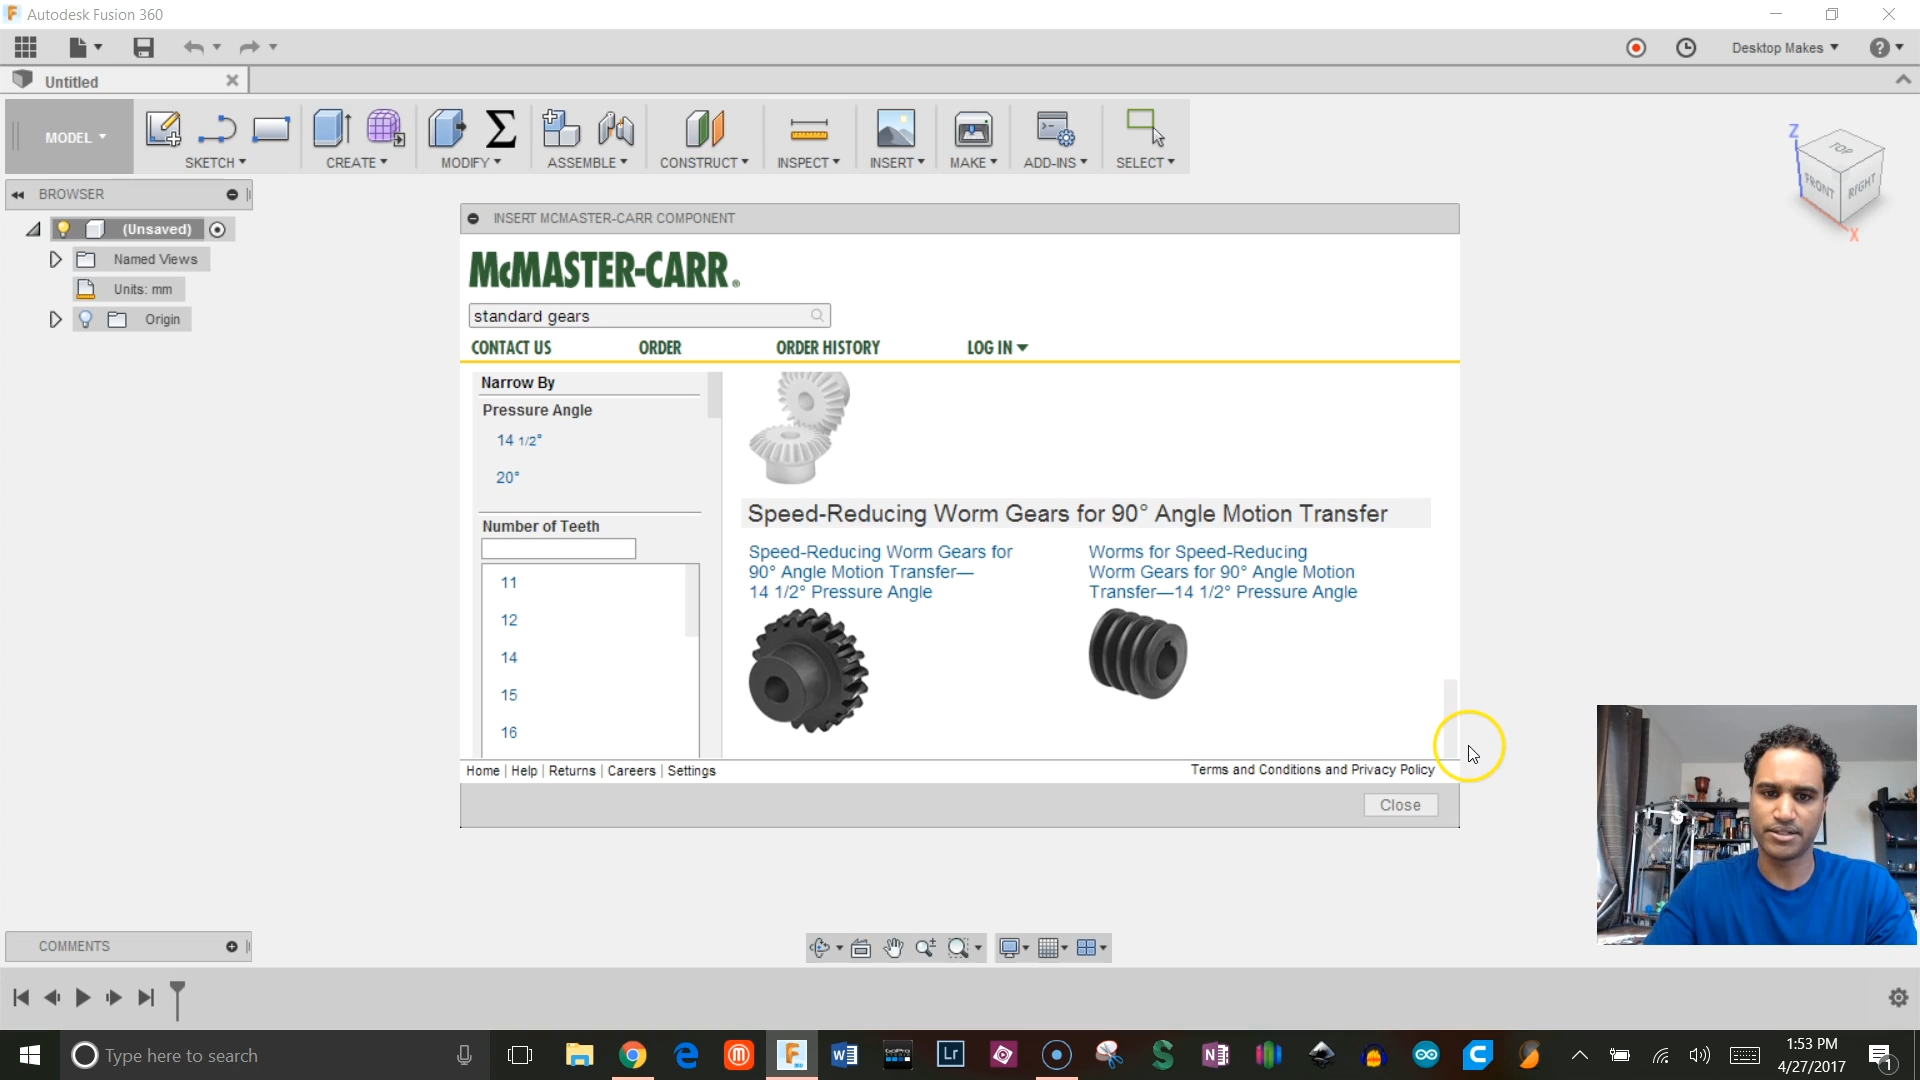 Autodesk Fusion 360
Desktop Makes
Untitled
MODEL
SKETCH
CREATE
MODIFY
ASSEMBLE
CONSTRUCT
INSPECT
INSERT
MAKE
ADD-INS
SELECT
Z
TOP
FRONT
RIGHT
X
BROWSER
(Unsaved)
Named Views
Units: mm
Origin
INSERT MCMASTER-CARR COMPONENT
McMASTER-CARR®
standard gears
CONTACT US
ORDER
ORDER HISTORY
LOG IN
Narrow By
Pressure Angle
14 1/2°
20°
Number of Teeth
11
12
14
15
16
Speed-Reducing Worm Gears for 90° Angle Motion Transfer
Speed-Reducing Worm Gears for
90° Angle Motion Transfer—
14 1/2° Pressure Angle
Worms for Speed-Reducing
Worm Gears for 90° Angle Motion
Transfer—14 1/2° Pressure Angle
Home | Help | Returns | Careers | Settings
Terms and Conditions and Privacy Policy
Close
COMMENTS
Type here to search
Lr
1:53 PM
4/27/2017
1